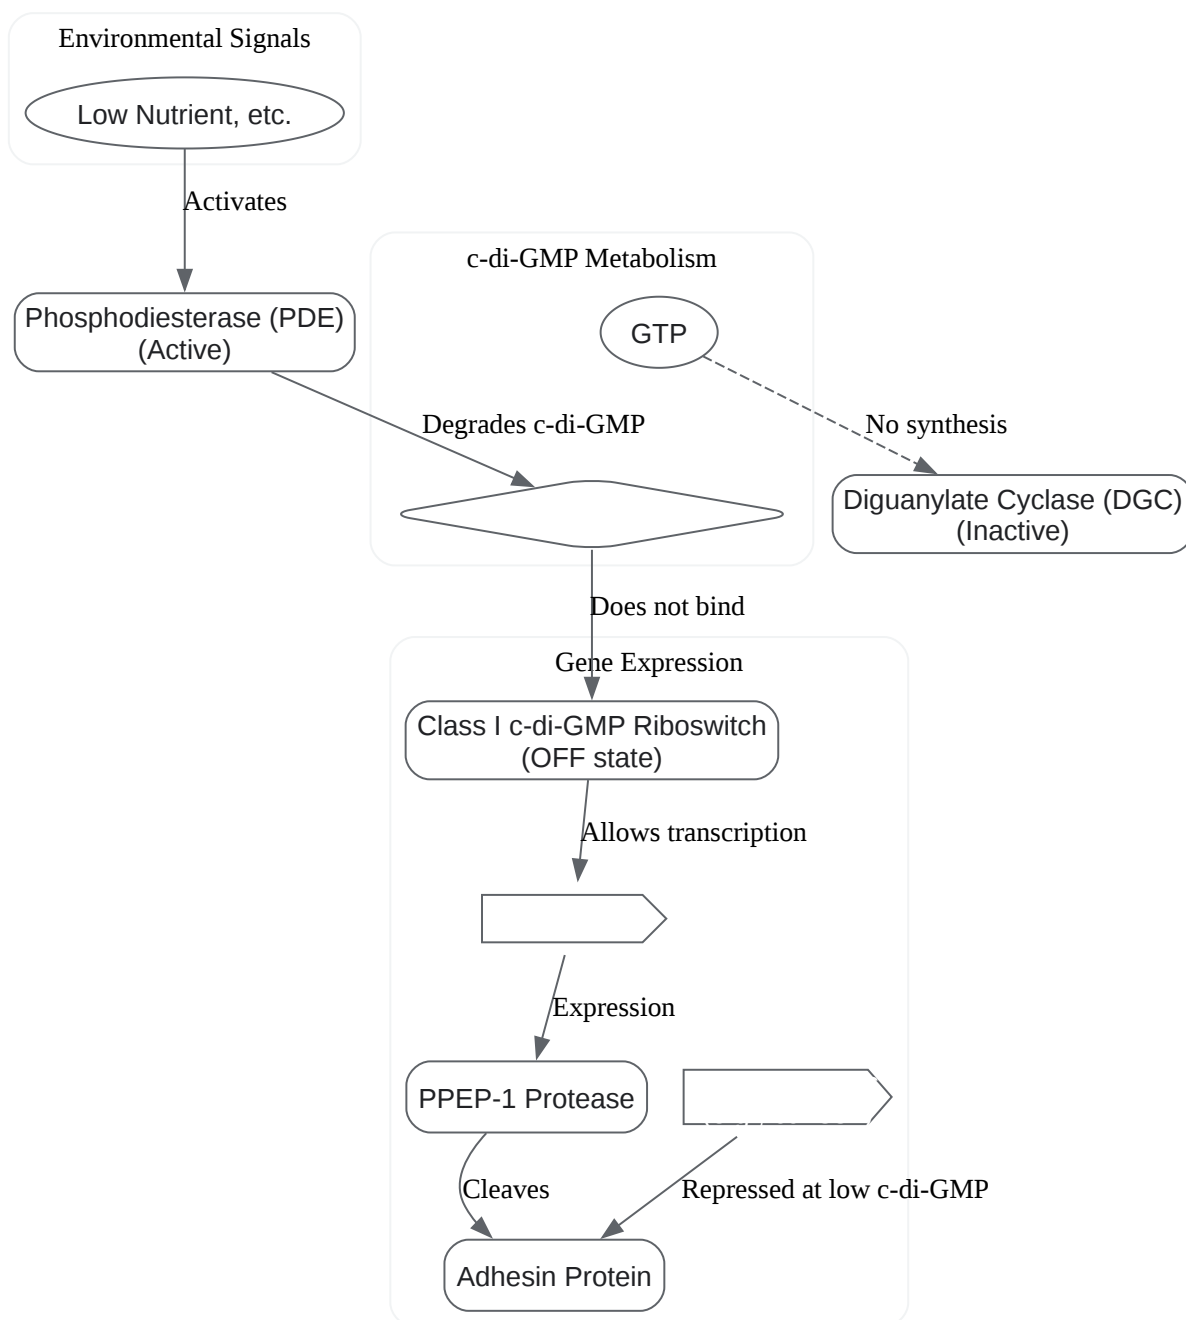 Environmental Signals
Low Nutrient, etc.
Activates
c-di-GMP Metabolism
Phosphodiesterase (PDE)
(Active)
GTP
Degrades c-di-GMP
No synthesis
Diguanylate Cyclase (DGC)
(Inactive)
Does not bind
Gene Expression
Class I c-di-GMP Riboswitch
(OFF state)
Allows transcription
Expression
PPEP-1 Protease
Cleaves
Repressed at low c-di-GMP
Adhesin Protein